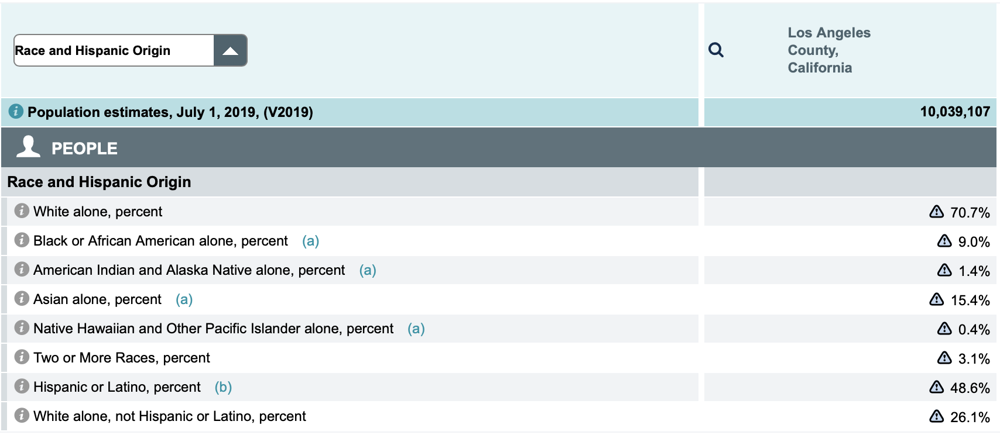 Race and Hispanic Origin
Los Angeles
County,
California
Population estimates, July 1, 2019, (V2019) 10,039,107
PEOPLE
Race and Hispanic Origin
White alone, percent 70.7%
Black or African American alone, percent (a) 9.0%
American Indian and Alaska Native alone, percent (a) 1.4%
Asian alone, percent (a) 15.4%
Native Hawaiian and Other Pacific Islander alone, percent (a) 0.4%
Two or More Races, percent 3.1%
Hispanic or Latino, percent (b) 48.6%
White alone, not Hispanic or Latino, percent 26.1%